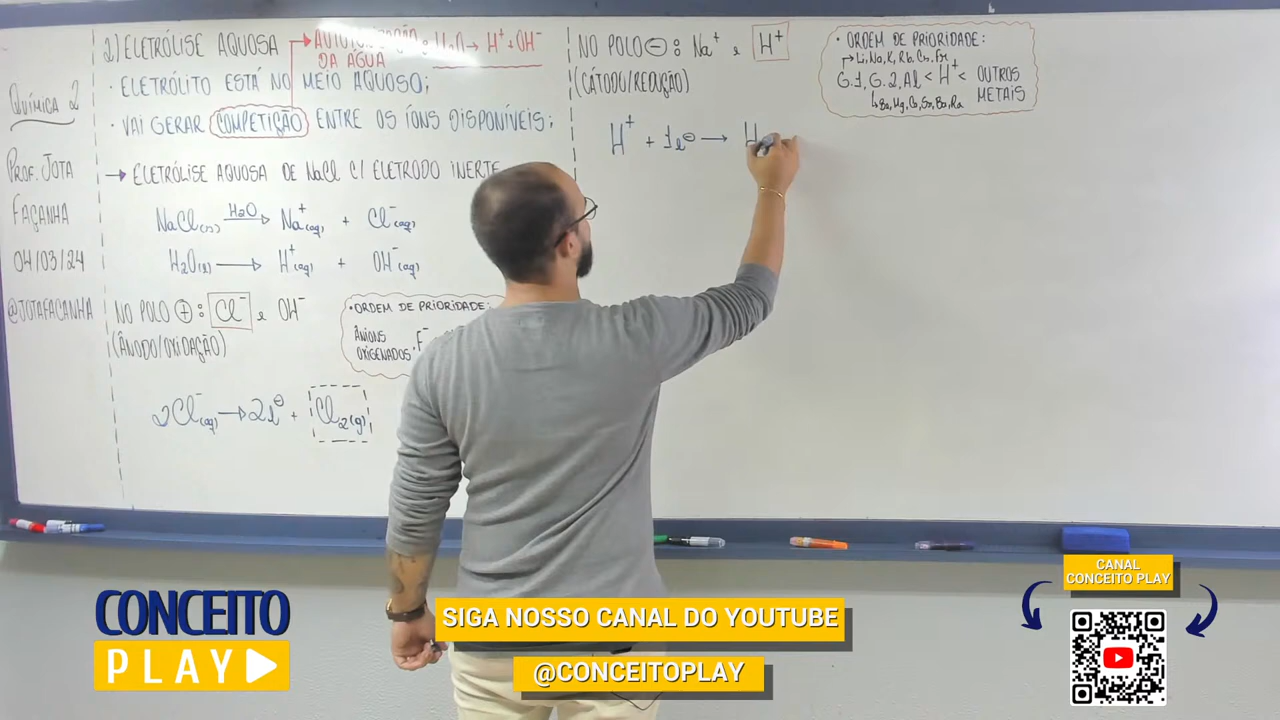 QUÍMICA 2
PROF. JOTA
FAÇANHA
04/03/24
@JOTAFAÇANHA
2) ELETRÓLISE AQUOSA
DA ÁGUA
H2O → H+ + OH-
• ELETRÓLITO ESTÁ NO MEIO AQUOSO;
• VAI GERAR COMPETIÇÃO ENTRE OS ÍONS DISPONÍVEIS;
→ ELETRÓLISE AQUOSA DE NaCl C/ ELETRODO INERTE
NaCl(s) H2O → Na+(aq) + Cl-(aq)
H2O(l) → H+(aq) + OH-(aq)
NO POLO ⊕: Cl- e OH-
(ÂNODO/OXIDAÇÃO)
• ORDEM DE PRIORIDADE:
ÂNIONS
OXIGENADOS, F-
2Cl-(aq) → 2e⊖ + Cl2(g)
NO POLO ⊖: Na+ e H+
(CÁTODO/REDUÇÃO)
H+ + 1e⊖ → H
• ORDEM DE PRIORIDADE:
Li, Na, K, Rb, Cs, Fr
G.1, G.2, Al < H+ < OUTROS
METAIS
Be, Mg, Ca, Sr, Ba, Ra
CONCEITO
PLAY
SIGA NOSSO CANAL DO YOUTUBE
@CONCEITOPLAY
CANAL
CONCEITO PLAY